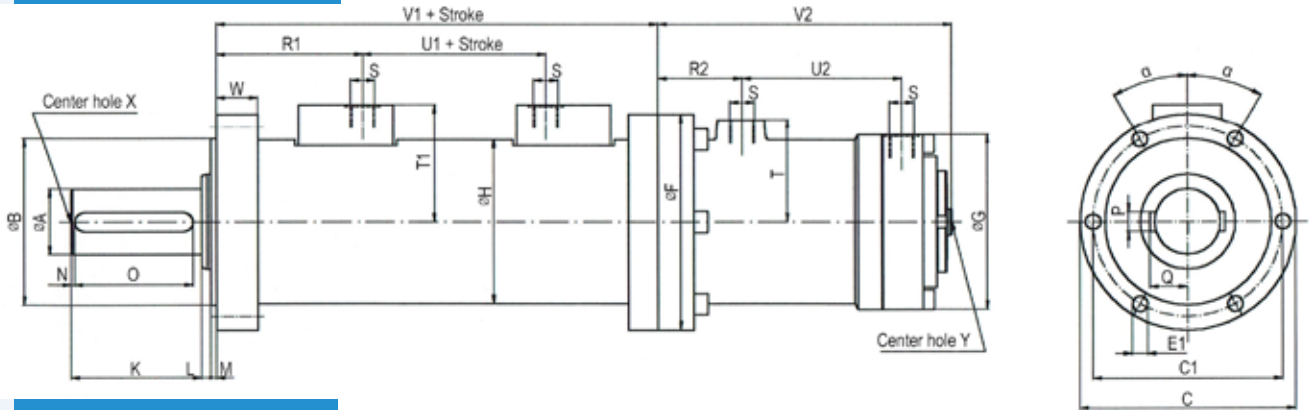 V1 + Stroke
V2
R1
U1 + Stroke
R2
U2
α
α
S
S
S
S
W
Center hole X
T1
T
øB
øA
øH
øF
øG
P
N
O
Q
Center hole Y
E1
K
L
M
C1
C